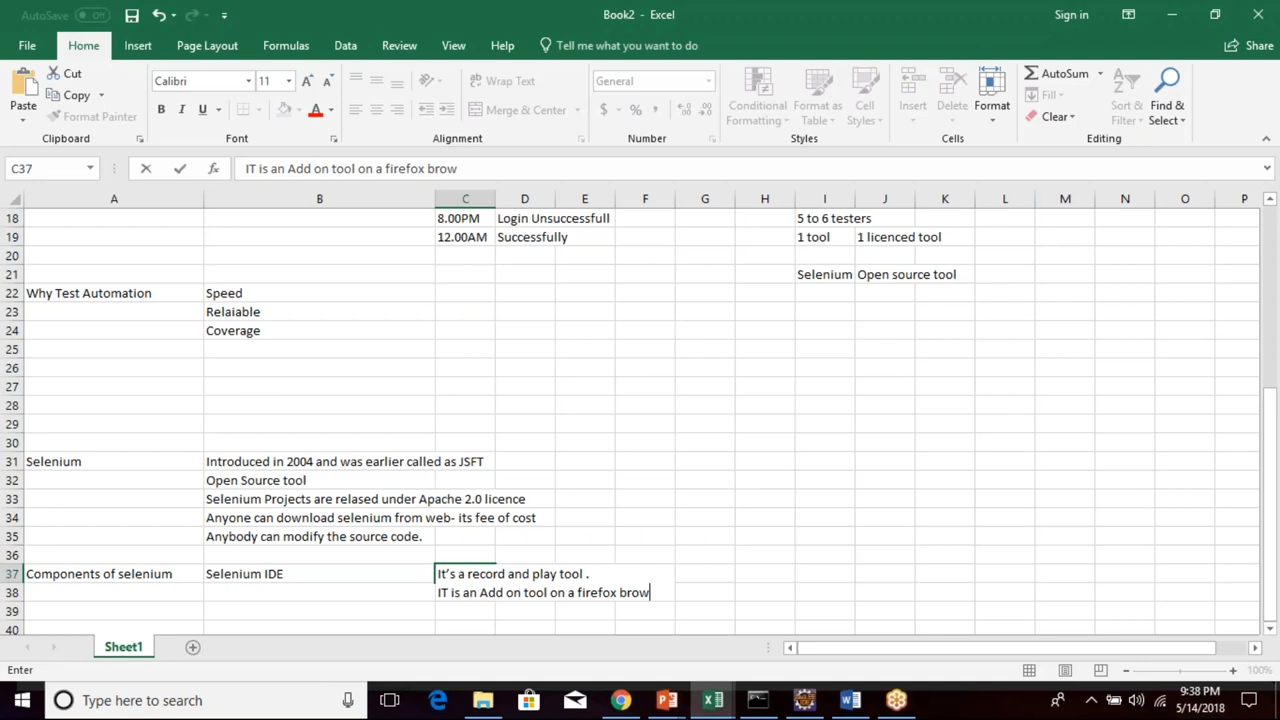 AutoSave Off
Book2 - Excel
Sign in
File Home Insert Page Layout Formulas Data Review View Help Tell me what you want to do Share
Paste Cut Copy Format Painter
Calibri 11
B I U A
Wrap Text
Merge & Center
General
$ % ,
Conditional Formatting Format as Table Cell Styles
Insert Delete Format
AutoSum Fill Clear
Sort & Filter Find & Select
Clipboard Font Alignment Number Styles Cells Editing
C37 fx IT is an Add on tool on a firefox brow
A B C D E F G H I J K L M N O P
18 8.00PM Login Unsuccessfull 5 to 6 testers
19 12.00AM Successfully 1 tool 1 licenced tool
20
21 Selenium Open source tool
22 Why Test Automation Speed
23 Relaiable
24 Coverage
25
26
27
28
29
30
31 Selenium Introduced in 2004 and was earlier called as JSFT
32 Open Source tool
33 Selenium Projects are relased under Apache 2.0 licence
34 Anyone can download selenium from web- its fee of cost
35 Anybody can modify the source code.
36
37 Components of selenium Selenium IDE It's a record and play tool .
38 IT is an Add on tool on a firefox brow
39
40
Sheet1
Enter 100%
Type here to search
9:38 PM
5/14/2018